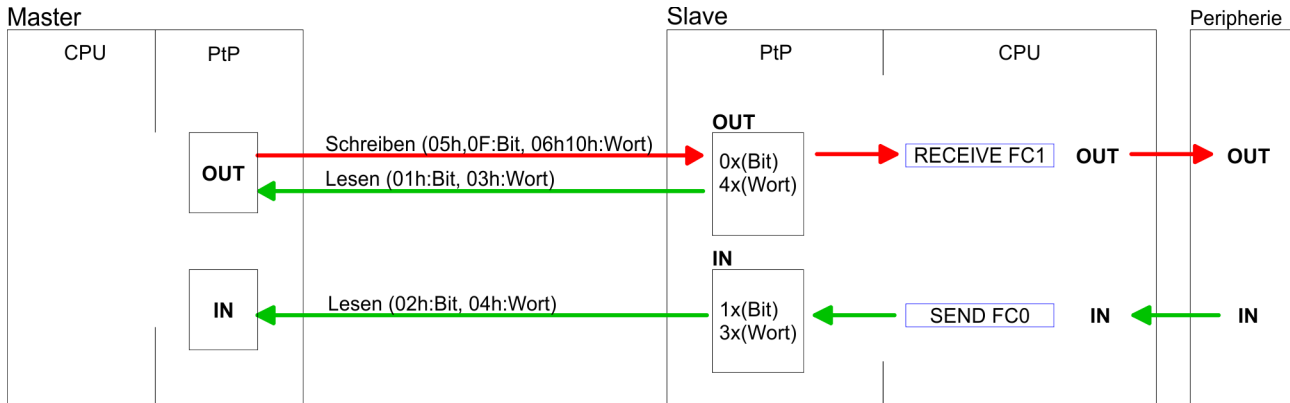 Master
Slave
Peripherie
CPU
PtP
PtP
CPU
OUT
Schreiben (05h,0F:Bit, 06h10h:Wort)
OUT
Lesen (01h:Bit, 03h:Wort)
0x(Bit)
4x(Wort)
RECEIVE FC1
OUT
OUT
IN
IN
Lesen (02h:Bit, 04h:Wort)
1x(Bit)
3x(Wort)
SEND FC0
IN
IN